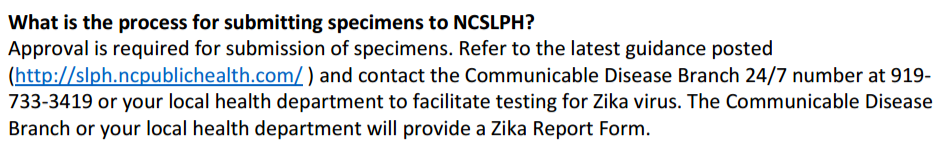 What is the process for submitting specimens to NCSLPH?
Approval is required for submission of specimens. Refer to the latest guidance posted
(http://slph.ncpublichealth.com/ ) and contact the Communicable Disease Branch 24/7 number at 919-
733-3419 or your local health department to facilitate testing for Zika virus. The Communicable Disease
Branch or your local health department will provide a Zika Report Form.